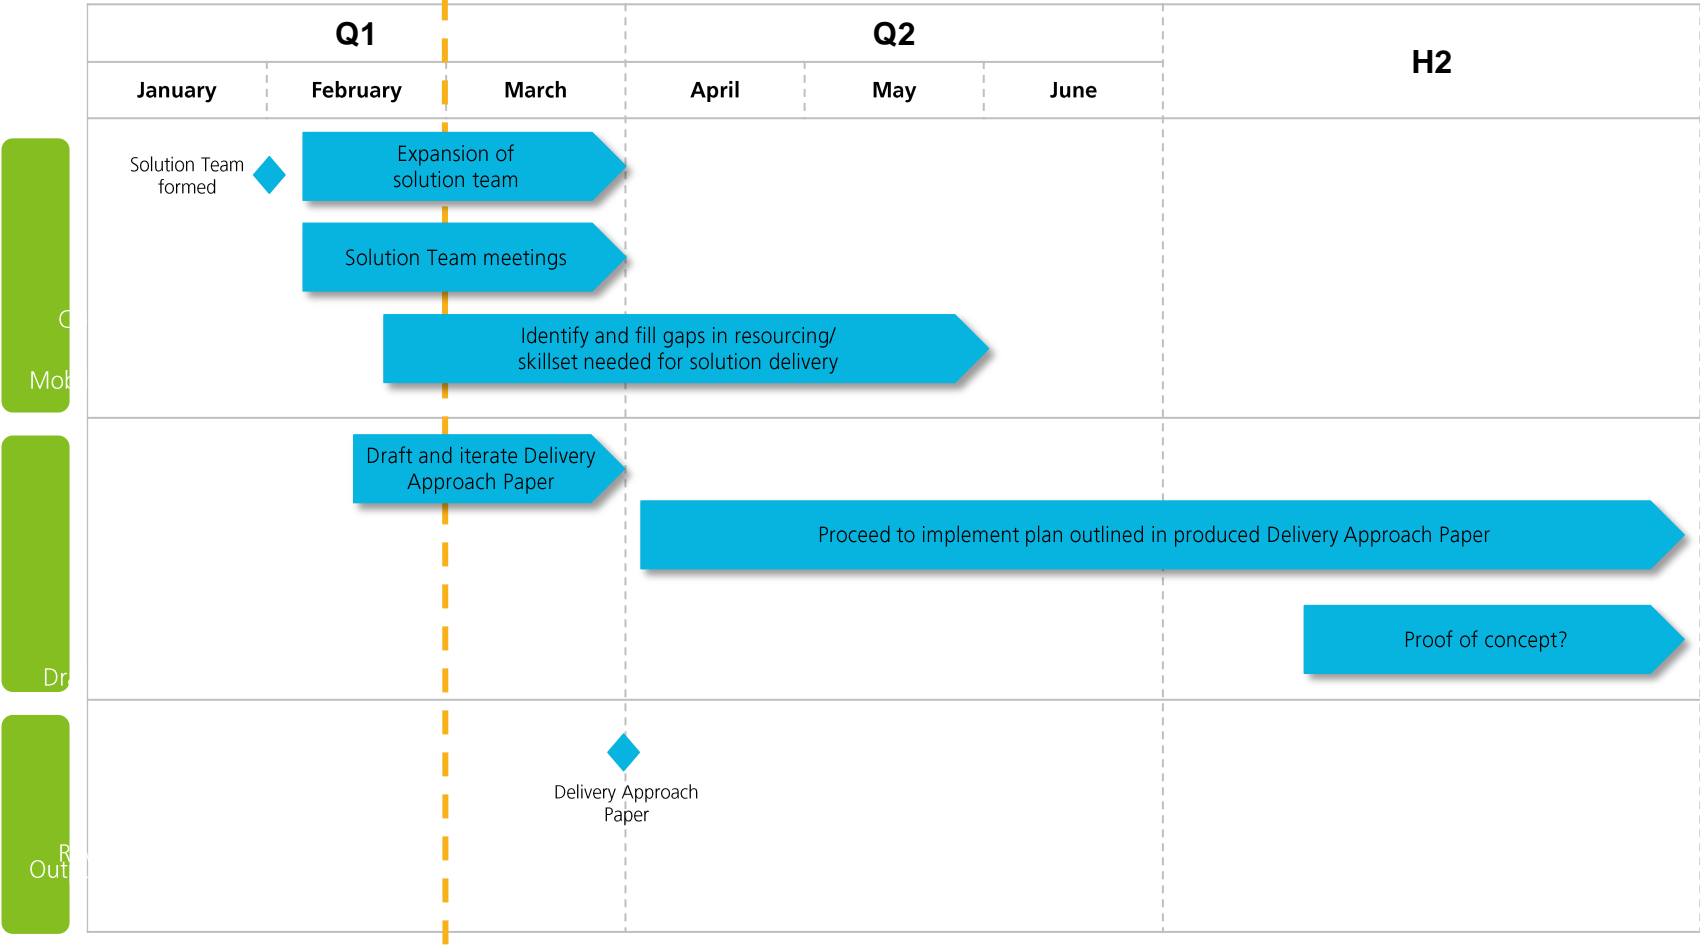 Q1
Q2
H2
January
February
March
April
May
June
Solution Team
formed
Expansion of
solution team
Solution Team meetings
Identify and fill gaps in resourcing/
skillset needed for solution delivery
Draft and iterate Delivery
Approach Paper
Proceed to implement plan outlined in produced Delivery Approach Paper
Proof of concept?
Delivery Approach
Paper